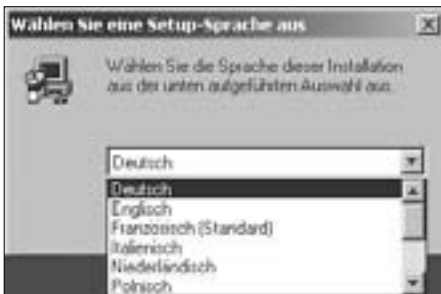 Wählen Sie eine Setup-Sprache aus
Wählen Sie die Sprache dieser Installation
aus der unten aufgeführten Auswahl aus.
Deutsch
Deutsch
Englisch
Französisch (Standard)
Italienisch
Niederländisch
Polnisch